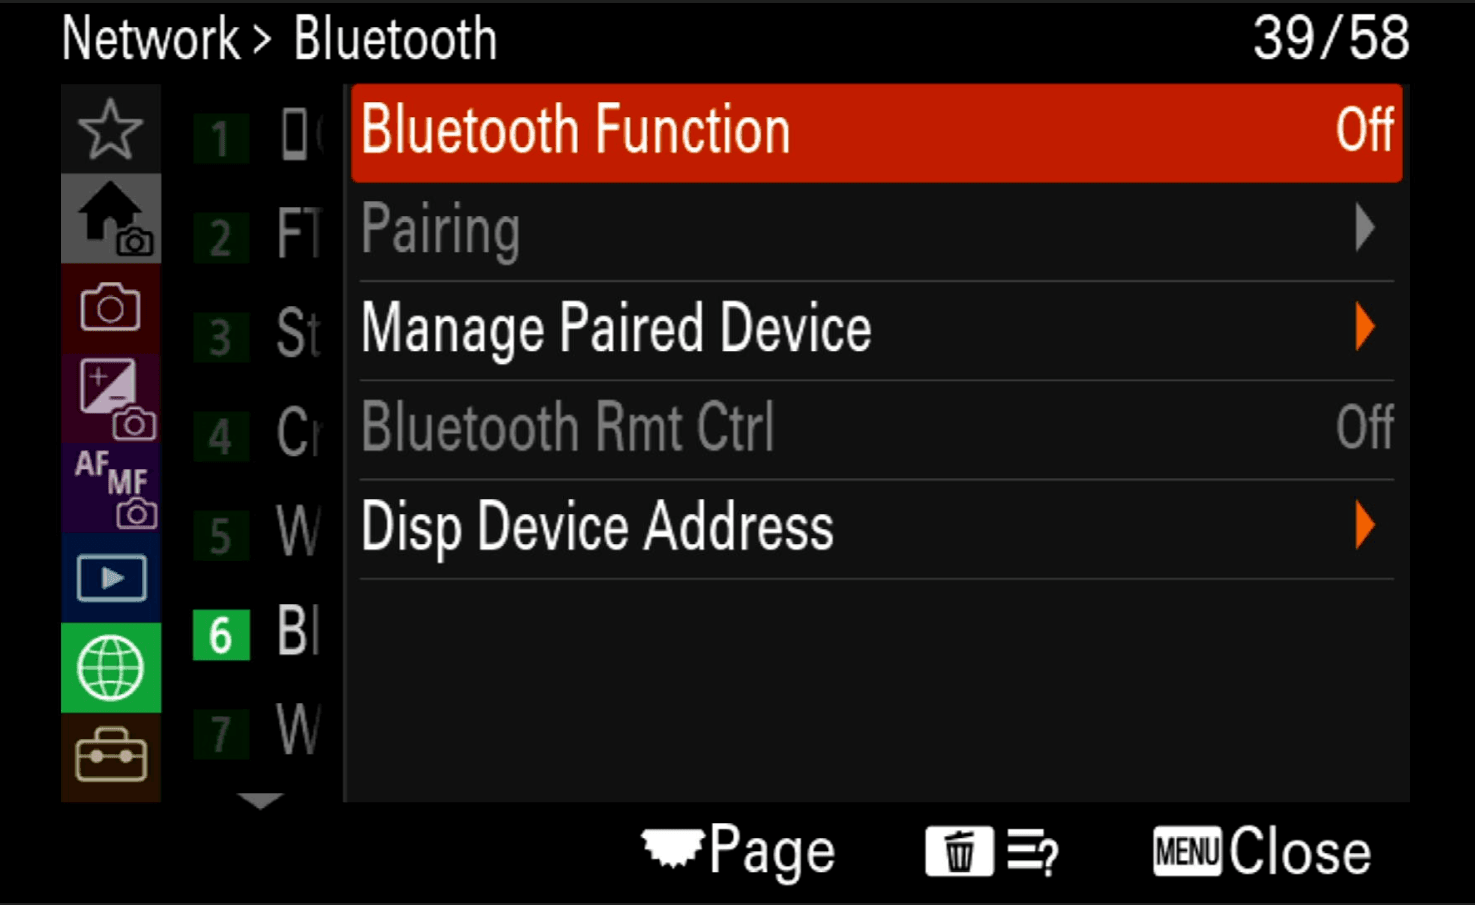 Network > Bluetooth 39/58
1
2 FT
3 St
4 Cr
5 W
6 Bl
7 W
AF MF
Bluetooth Function Off
Pairing
Manage Paired Device
Bluetooth Rmt Ctrl Off
Disp Device Address
Page ? MENU Close